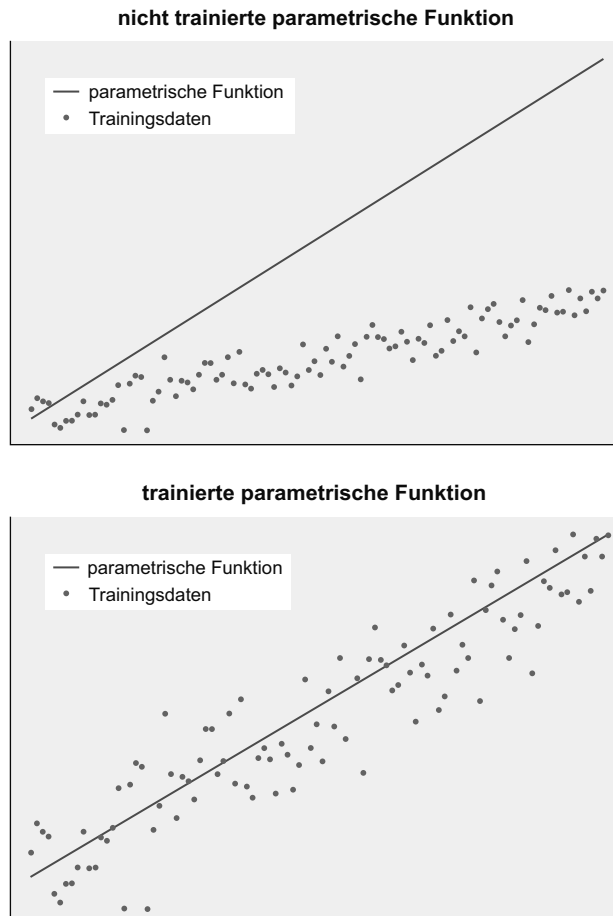 nicht trainierte parametrische Funktion
parametrische Funktion
Trainingsdaten
trainierte parametrische Funktion
parametrische Funktion
Trainingsdaten